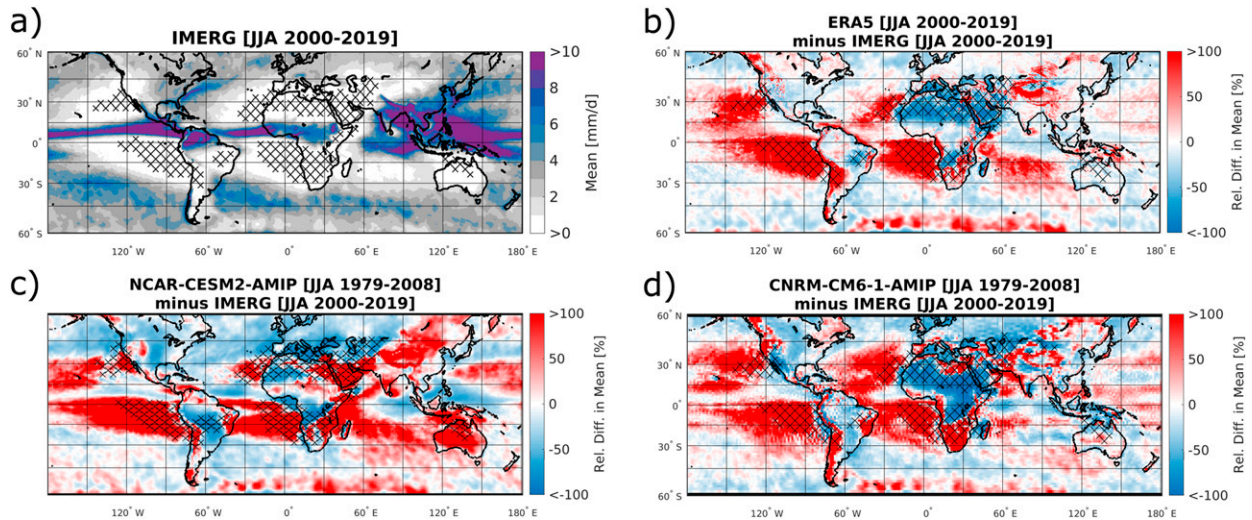 a)
IMERG [JJA 2000-2019]
60° N
30° N
0°
30° S
60° S
120° W
60° W
0°
60° E
120° E
180° E
>10
8
6
4
2
>0
Mean [mm/d]
b)
ERA5 [JJA 2000-2019]
minus IMERG [JJA 2000-2019]
60° N
30° N
0°
30° S
60° S
120° W
60° W
0°
60° E
120° E
180° E
>100
50
0
-50
<-100
Rel. Diff. in Mean [%]
c)
NCAR-CESM2-AMIP [JJA 1979-2008]
minus IMERG [JJA 2000-2019]
120° W
60° W
0°
60° E
120° E
180° E
>100
50
0
-50
<-100
Rel. Diff. in Mean [%]
d)
CNRM-CM6-1-AMIP [JJA 1979-2008]
minus IMERG [JJA 2000-2019]
60° N
30° N
0°
30° S
60° S
120° W
60° W
0°
60° E
120° E
180° E
>100
50
0
-50
<-100
Rel. Diff. in Mean [%]